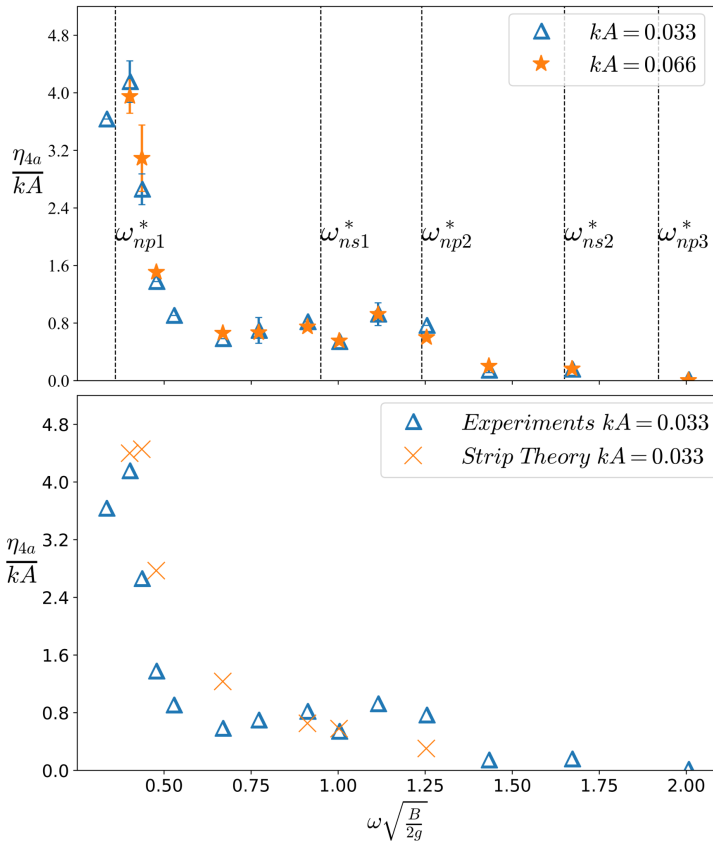 4.8
kA = 0.033
kA = 0.066
4.0
η4a
kA
3.2
2.4
ω*np1
ω*ns1
ω*np2
ω*ns2
ω*np3
1.6
0.8
0.0
4.8
Experiments kA = 0.033
Strip Theory kA = 0.033
4.0
3.2
η4a
kA
2.4
1.6
0.8
0.0
0.50 0.75 1.00 1.25 1.50 1.75 2.00
ω√B/2g